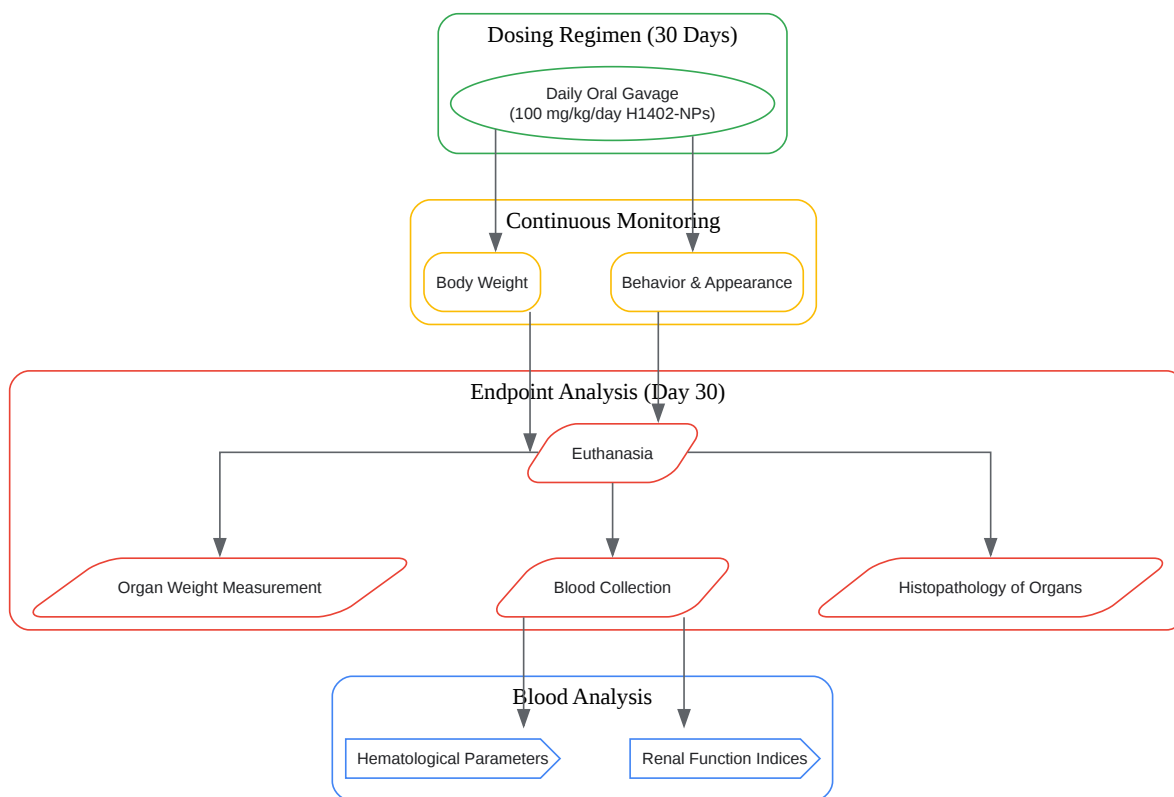 Dosing Regimen (30 Days)
Daily Oral Gavage
(100 mg/kg/day H1402-NPs)
Continuous Monitoring
Body Weight
Behavior & Appearance
Endpoint Analysis (Day 30)
Euthanasia
Organ Weight Measurement
Blood Collection
Histopathology of Organs
Blood Analysis
Hematological Parameters
Renal Function Indices